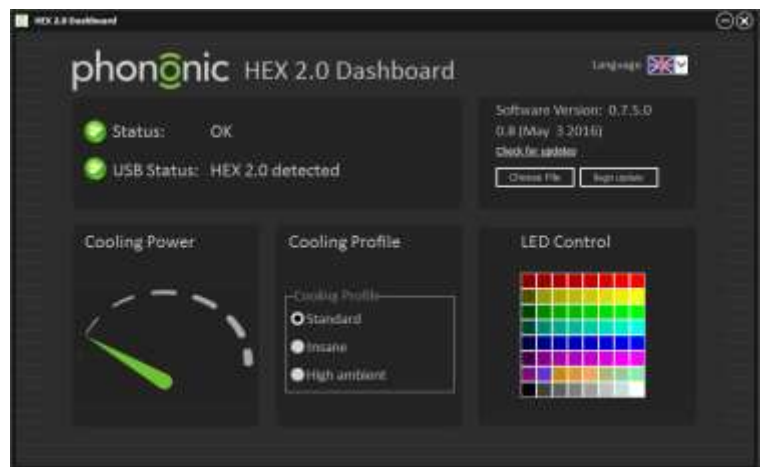 HEX 2.0 Dashboard
phononic HEX 2.0 Dashboard
Language
Status: OK
USB Status: HEX 2.0 detected
Software Version: 0.7.5.0
0.8 (May 3 2016)
Check for updates
Choose File
Begin update
Cooling Power
Cooling Profile
Cooling Profile
Standard
Insane
High ambient
LED Control